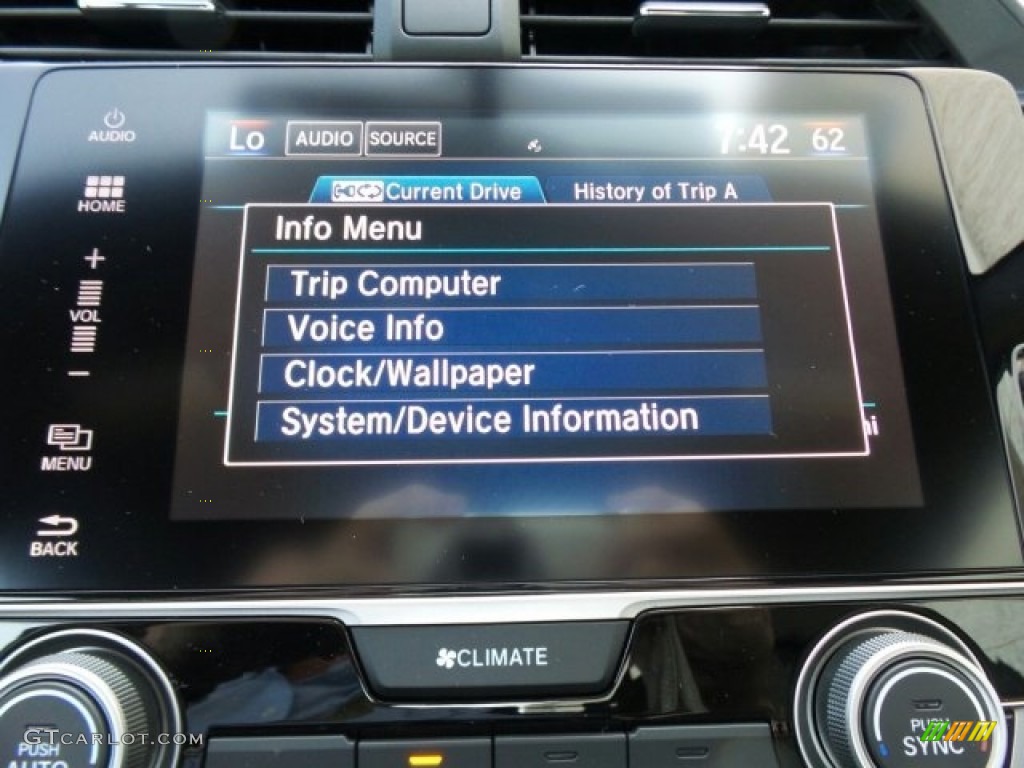 AUDIO
HOME
VOL
MENU
BACK
Lo AUDIO SOURCE 7:42 62
Current Drive History of Trip A
Info Menu
Trip Computer
Voice Info
Clock/Wallpaper
System/Device Information
CLIMATE
PUSH
AUTO
PUSH
SYNC
GTCarLot.com